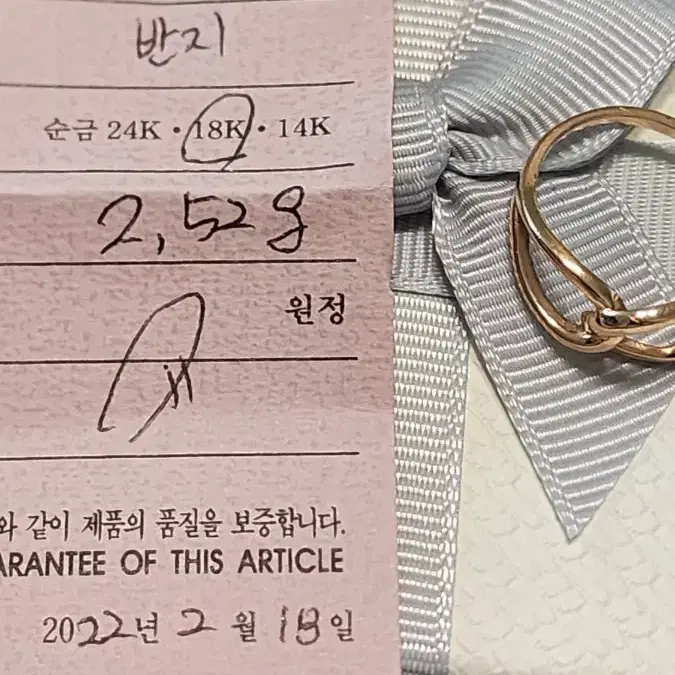 반지
순금 24K · 18K · 14K
2,52g
원정
와 같이 제품의 품질을 보증합니다.
ARANTEE OF THIS ARTICLE
2022년 2월 18일